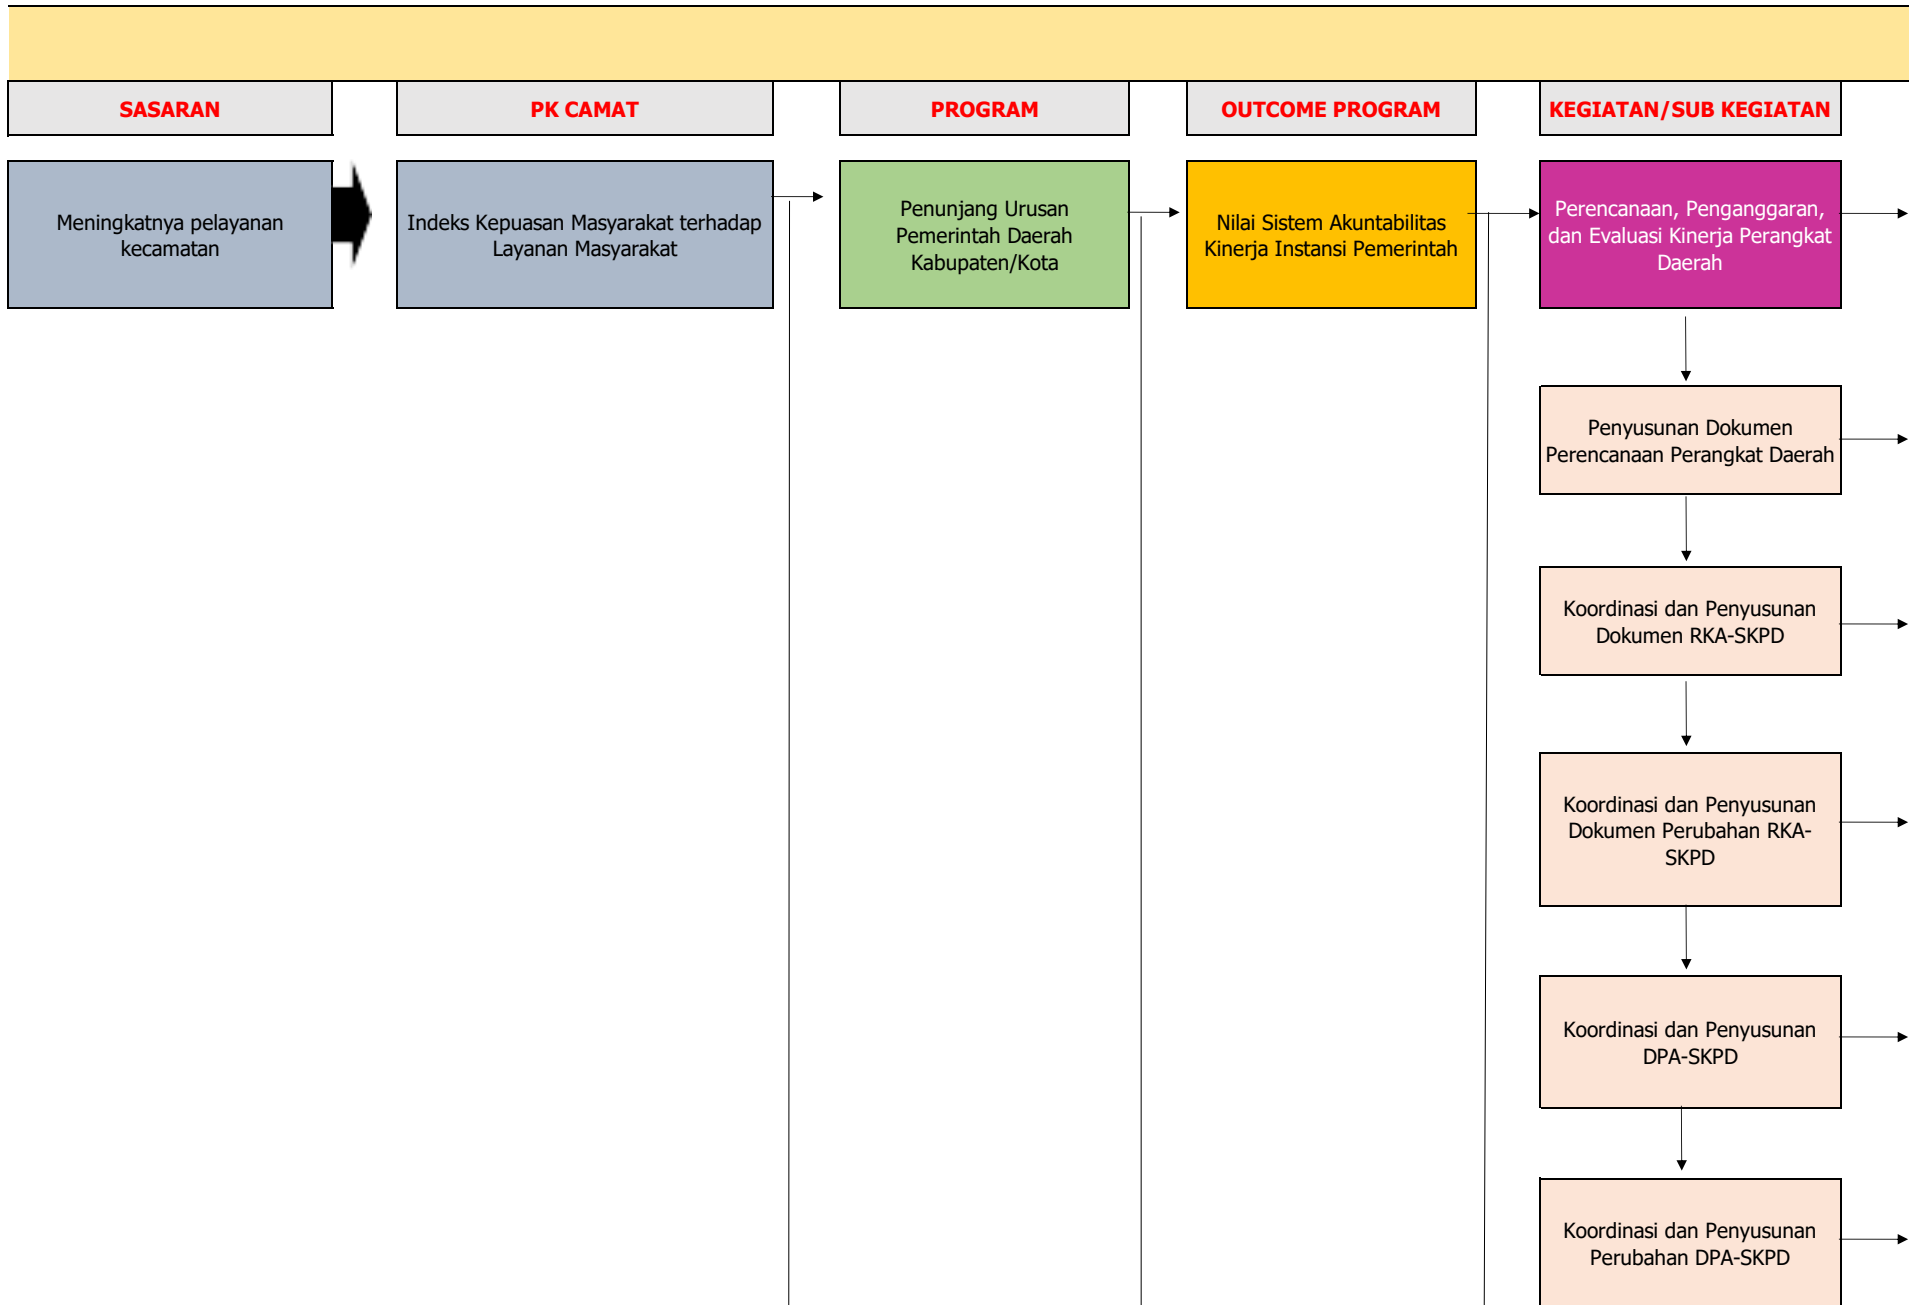 SASARAN
PK CAMAT
PROGRAM
OUTCOME PROGRAM
KEGIATAN/SUB KEGIATAN
Meningkatnya pelayanan
kecamatan
Indeks Kepuasan Masyarakat terhadap
Layanan Masyarakat
Penunjang Urusan
Pemerintah Daerah
Kabupaten/Kota
Nilai Sistem Akuntabilitas
Kinerja Instansi Pemerintah
Perencanaan, Penganggaran,
dan Evaluasi Kinerja Perangkat
Daerah
Penyusunan Dokumen
Perencanaan Perangkat Daerah
Koordinasi dan Penyusunan
Dokumen RKA-SKPD
Koordinasi dan Penyusunan
Dokumen Perubahan RKA-
SKPD
Koordinasi dan Penyusunan
DPA-SKPD
Koordinasi dan Penyusunan
Perubahan DPA-SKPD